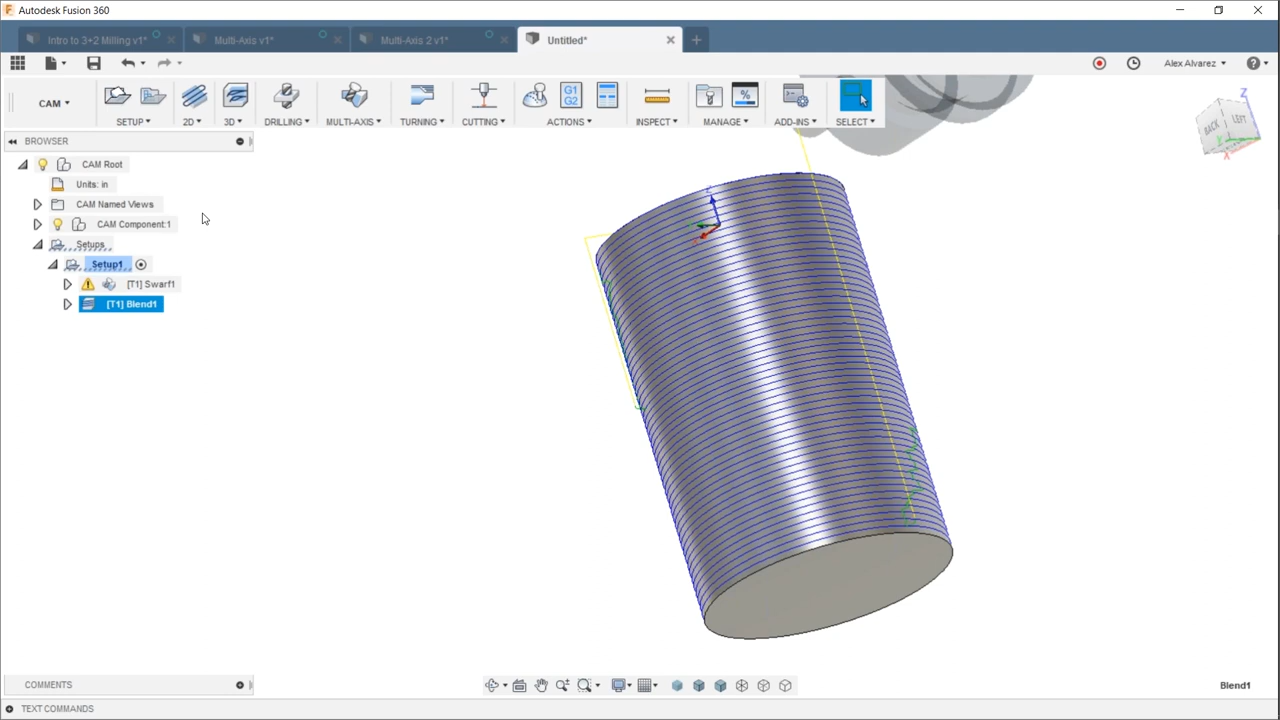 Autodesk Fusion 360
Intro to 3+2 Milling v1*
Multi-Axis v1*
Multi-Axis 2 v1*
Untitled*
Alex Alvarez
CAM
G1
G2
%
SETUP
2D
3D
DRILLING
MULTI-AXIS
TURNING
CUTTING
ACTIONS
INSPECT
MANAGE
ADD-INS
SELECT
BROWSER
CAM Root
Units: in
CAM Named Views
CAM Component:1
Setups
Setup1
[T1] Swarf1
[T1] Blend1
Z
BACK
LEFT
Y
X
Z
COMMENTS
Blend1
TEXT COMMANDS